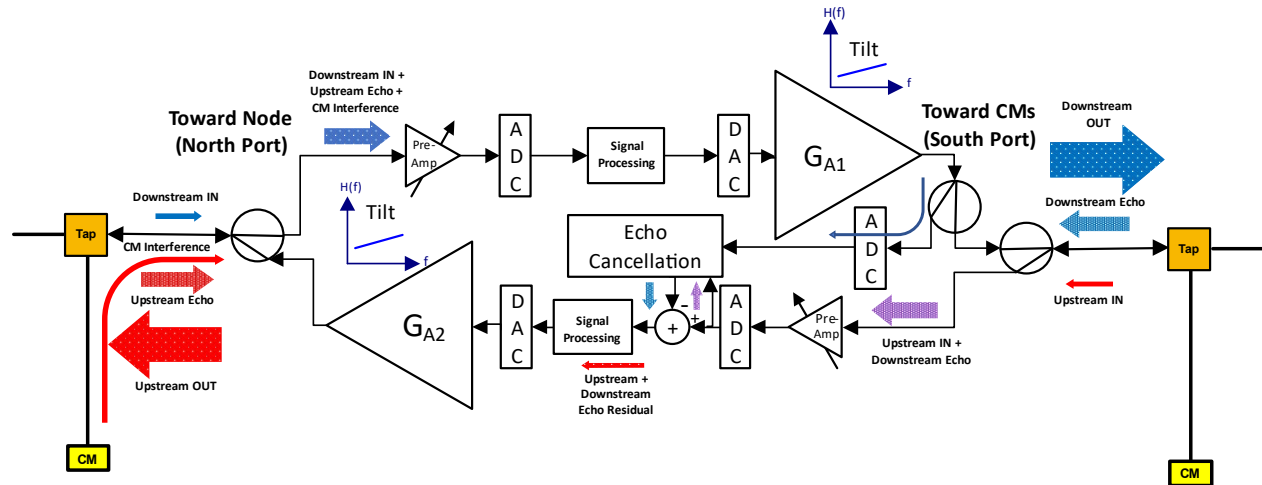 H(f)
Tilt
f
Downstream IN +
Upstream Echo +
CM Interference
Toward Node
(North Port)
Pre-
Amp
A
D
C
Signal
Processing
D
A
C
GA1
Toward CMs
(South Port)
Downstream
OUT
Downstream IN
H(f)
Tilt
f
Echo
Cancellation
A
D
C
Downstream Echo
Tap
CM Interference
Upstream Echo
Tap
Upstream IN
GA2
D
A
C
Signal
Processing
-
+
+
A
D
C
Pre-
Amp
Upstream IN +
Downstream Echo
Upstream OUT
Upstream +
Downstream
Echo Residual
CM
CM